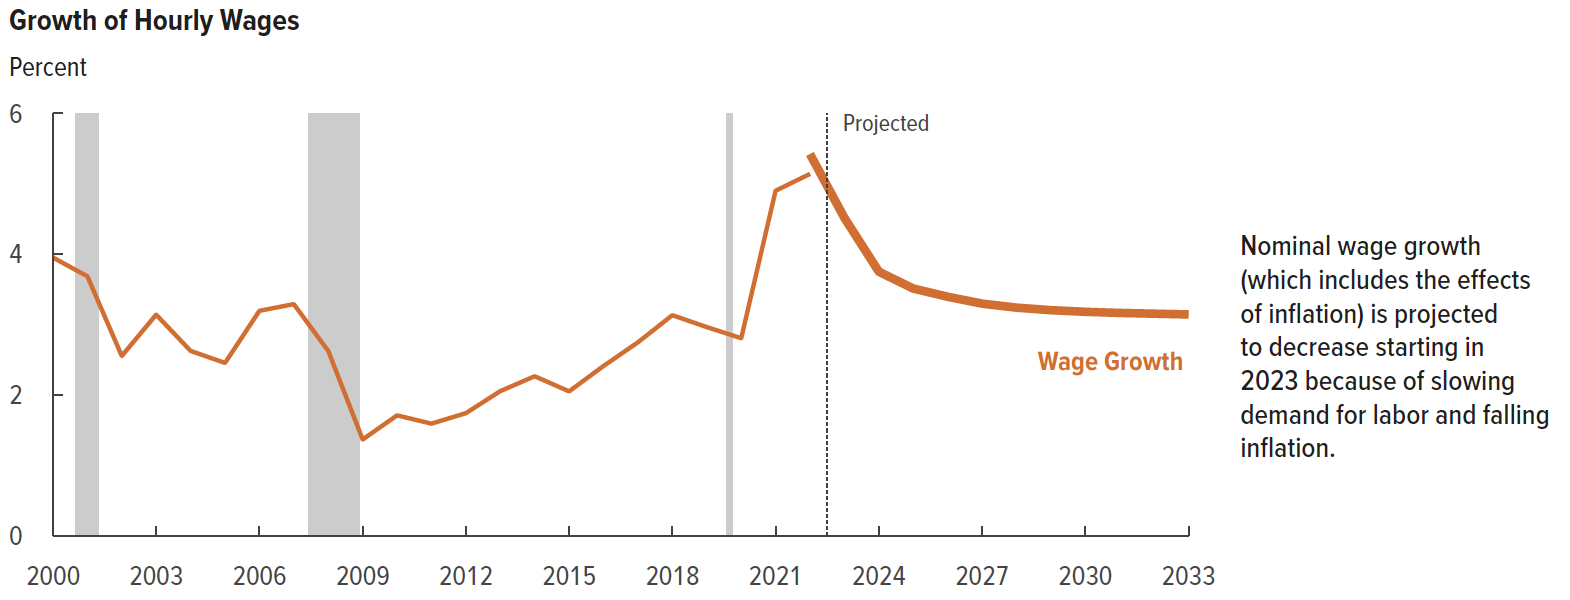 Growth of Hourly Wages
Percent
6
4
2
0
Projected
Wage Growth
2000 2003 2006 2009 2012 2015 2018 2021 2024 2027 2030 2033
Nominal wage growth
(which includes the effects
of inflation) is projected
to decrease starting in
2023 because of slowing
demand for labor and falling
inflation.